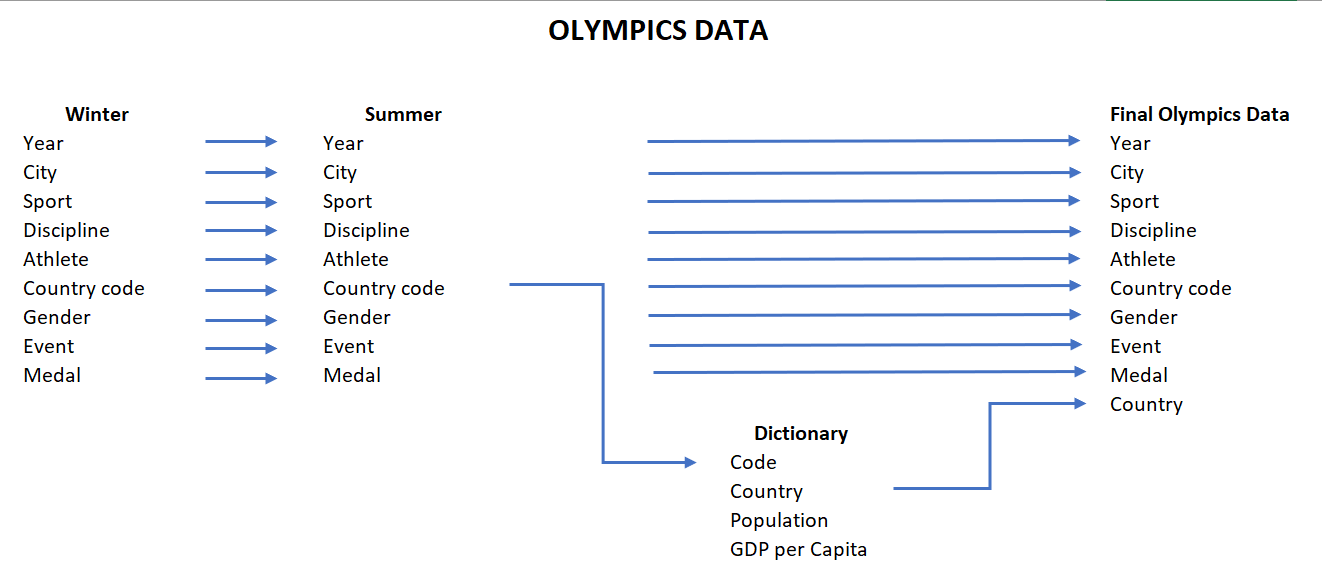 OLYMPICS DATA
Winter
Year
City
Sport
Discipline
Athlete
Country code
Gender
Event
Medal
Summer
Year
City
Sport
Discipline
Athlete
Country code
Gender
Event
Medal
Dictionary
Code
Country
Population
GDP per Capita
Final Olympics Data
Year
City
Sport
Discipline
Athlete
Country code
Gender
Event
Medal
Country